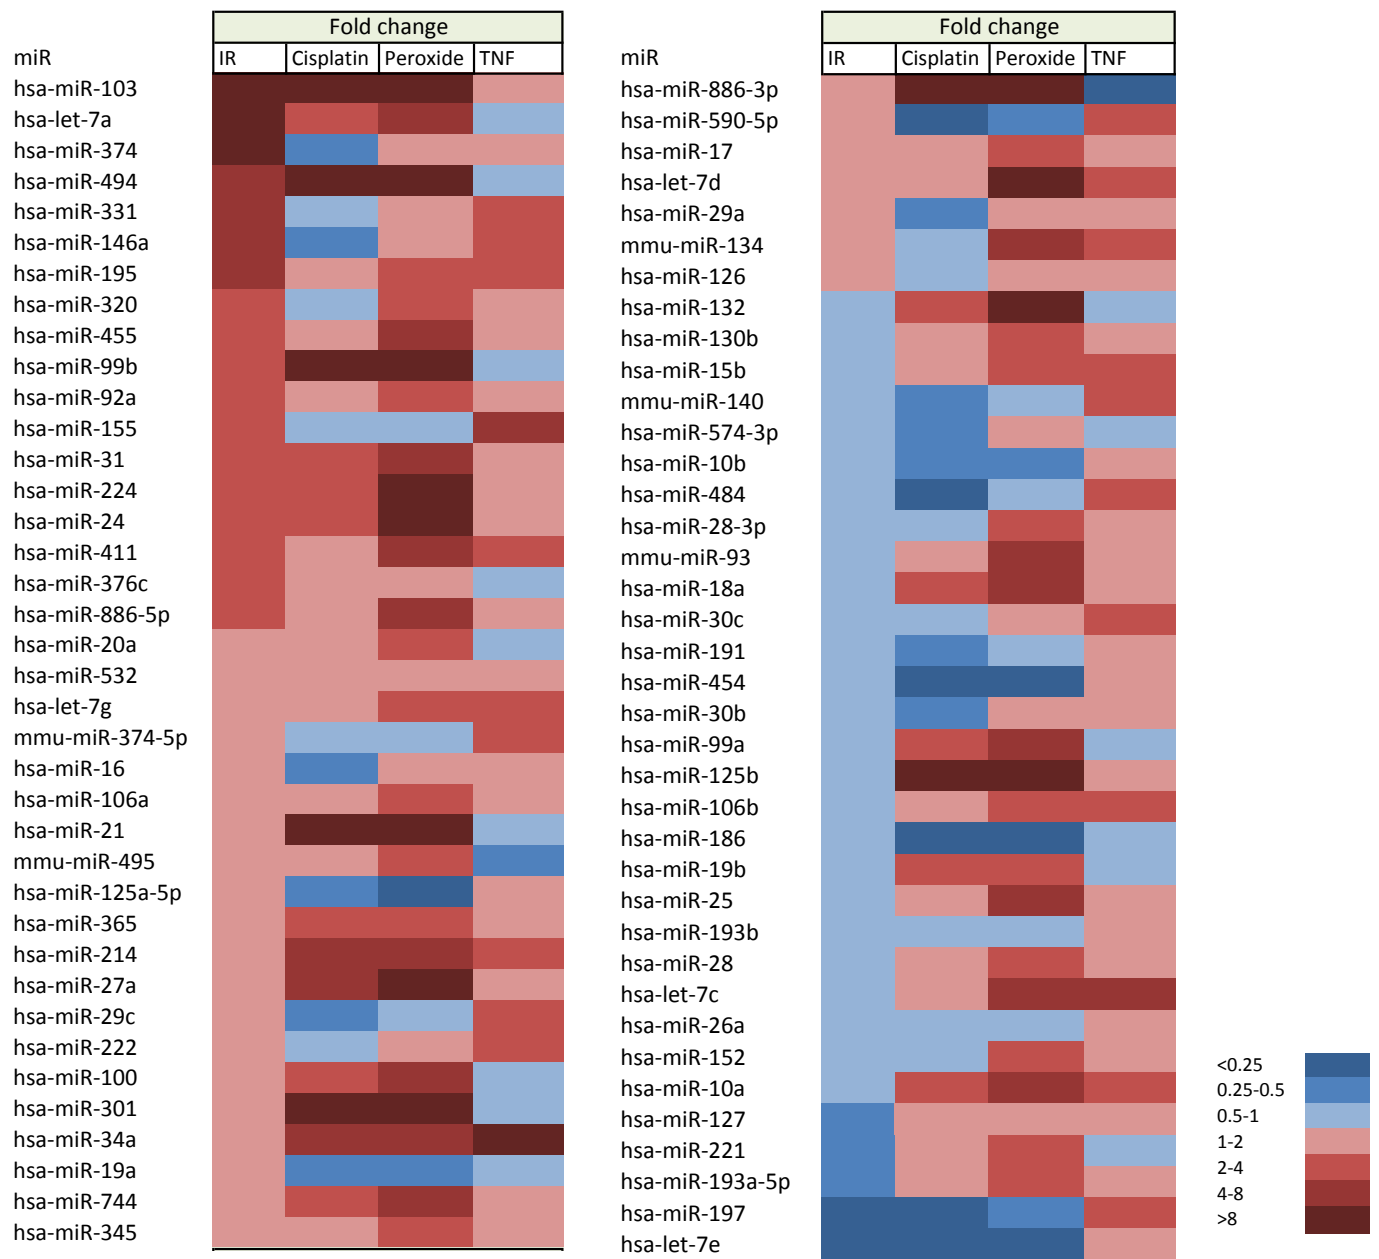 Fold change
miR IR Cisplatin Peroxide TNF
hsa-miR-103
hsa-let-7a
hsa-miR-374
hsa-miR-494
hsa-miR-331
hsa-miR-146a
hsa-miR-195
hsa-miR-320
hsa-miR-455
hsa-miR-99b
hsa-miR-92a
hsa-miR-155
hsa-miR-31
hsa-miR-224
hsa-miR-24
hsa-miR-411
hsa-miR-376c
hsa-miR-886-5p
hsa-miR-20a
hsa-miR-532
hsa-let-7g
mmu-miR-374-5p
hsa-miR-16
hsa-miR-106a
hsa-miR-21
mmu-miR-495
hsa-miR-125a-5p
hsa-miR-365
hsa-miR-214
hsa-miR-27a
hsa-miR-29c
hsa-miR-222
hsa-miR-100
hsa-miR-301
hsa-miR-34a
hsa-miR-19a
hsa-miR-744
hsa-miR-345
Fold change
miR IR Cisplatin Peroxide TNF
hsa-miR-886-3p
hsa-miR-590-5p
hsa-miR-17
hsa-let-7d
hsa-miR-29a
mmu-miR-134
hsa-miR-126
hsa-miR-132
hsa-miR-130b
hsa-miR-15b
mmu-miR-140
hsa-miR-574-3p
hsa-miR-10b
hsa-miR-484
hsa-miR-28-3p
mmu-miR-93
hsa-miR-18a
hsa-miR-30c
hsa-miR-191
hsa-miR-454
hsa-miR-30b
hsa-miR-99a
hsa-miR-125b
hsa-miR-106b
hsa-miR-186
hsa-miR-19b
hsa-miR-25
hsa-miR-193b
hsa-miR-28
hsa-let-7c
hsa-miR-26a
hsa-miR-152
hsa-miR-10a
hsa-miR-127
hsa-miR-221
hsa-miR-193a-5p
hsa-miR-197
hsa-let-7e
<0.25
0.25-0.5
0.5-1
1-2
2-4
4-8
>8